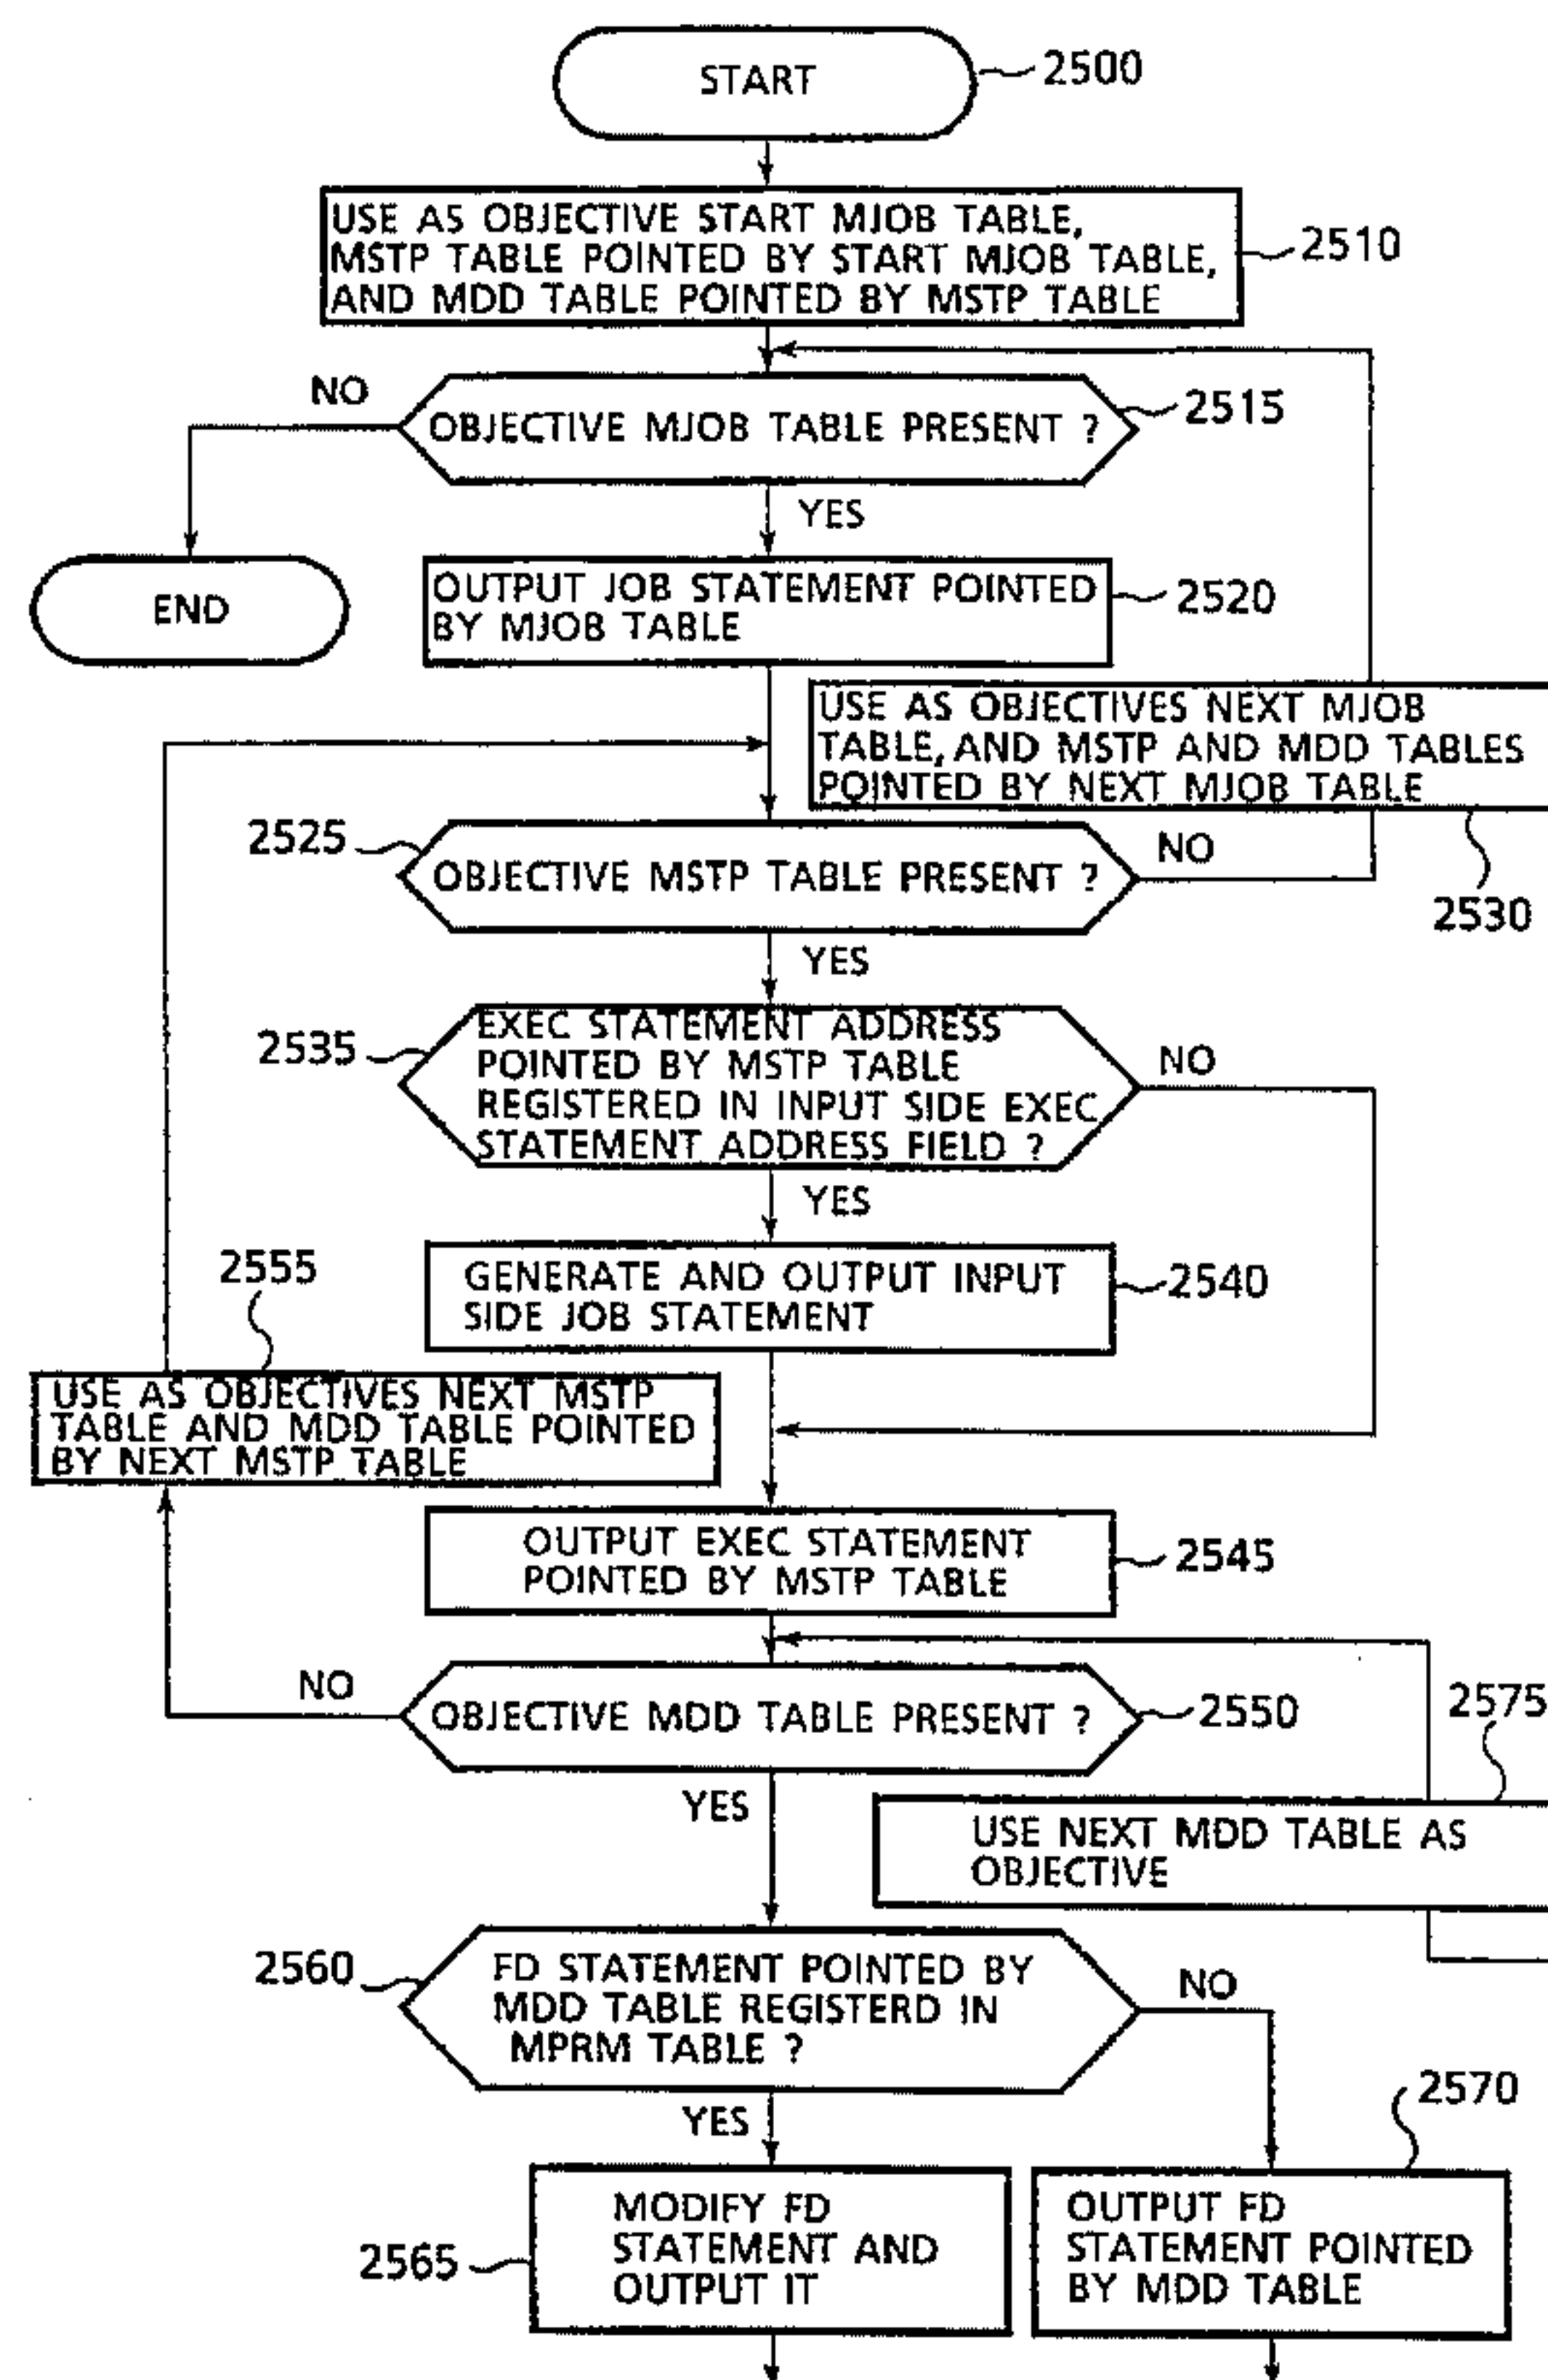 START
2500
USE AS OBJECTIVE START MJOB TABLE,
MSTP TABLE POINTED BY START MJOB TABLE,
AND MDD TABLE POINTED BY MSTP TABLE
2510
NO
OBJECTIVE MJOB TABLE PRESENT ?
2515
YES
END
OUTPUT JOB STATEMENT POINTED
BY MJOB TABLE
2520
USE AS OBJECTIVES NEXT MJOB
TABLE, AND MSTP AND MDD TABLES
POINTED BY NEXT MJOB TABLE
2530
2525
OBJECTIVE MSTP TABLE PRESENT ?
NO
YES
2535
EXEC STATEMENT ADDRESS
POINTED BY MSTP TABLE
REGISTERED IN INPUT SIDE EXEC
STATEMENT ADDRESS FIELD ?
NO
YES
GENERATE AND OUTPUT INPUT
SIDE JOB STATEMENT
2540
2555
USE AS OBJECTIVES NEXT MSTP
TABLE AND MDD TABLE POINTED
BY NEXT MSTP TABLE
OUTPUT EXEC STATEMENT
POINTED BY MSTP TABLE
2545
NO
OBJECTIVE MDD TABLE PRESENT ?
2550
YES
2575
USE NEXT MDD TABLE AS
OBJECTIVE
2560
FD STATEMENT POINTED BY
MDD TABLE REGISTERD IN
MPRM TABLE ?
NO
YES
2570
MODIFY FD
STATEMENT AND
OUTPUT IT
2565
OUTPUT FD
STATEMENT POINTED
BY MDD TABLE